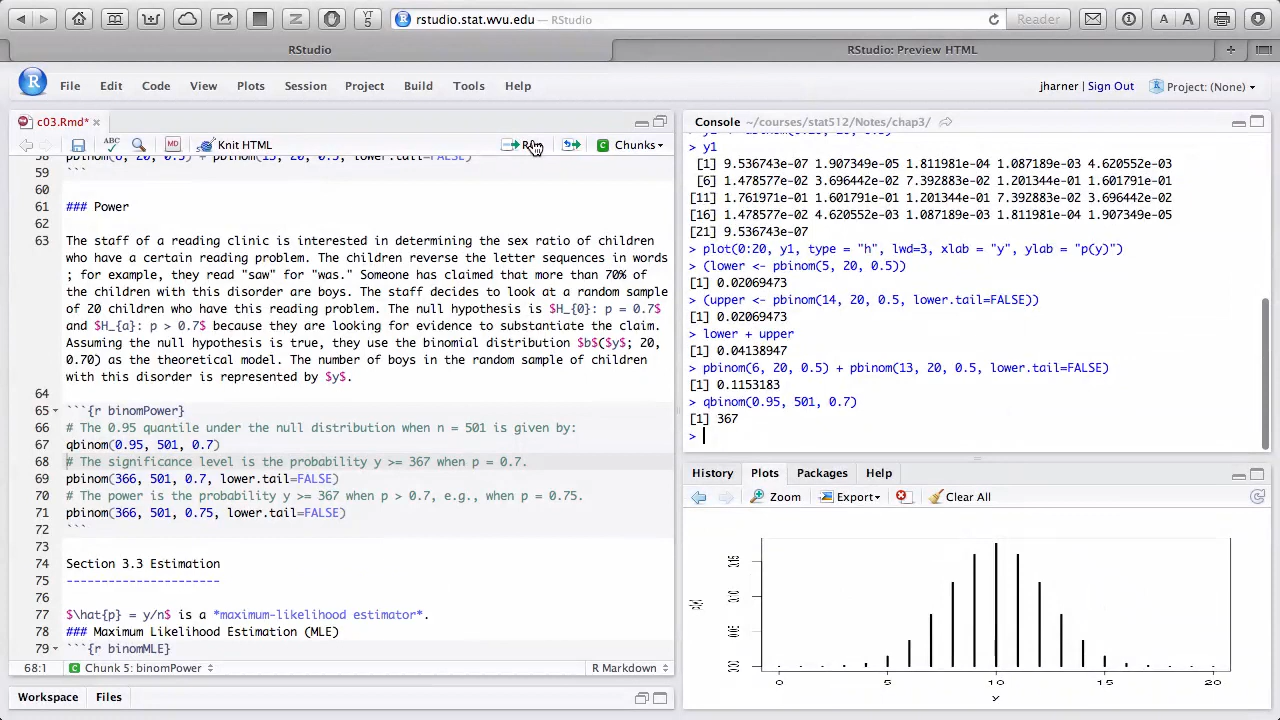 YT
5
rstudio.stat.wvu.edu — RStudio
Reader
A A
RStudio
RStudio: Preview HTML
R
File Edit Code View Plots Session Project Build Tools Help
jharner | Sign Out
Project: (None)
c03.Rmd*
ABC
MD
Knit HTML
Chunks
58 pbinom(6, 20, 0.5) + pbinom(13, 20, 0.5, lower.tail=FALSE)
59 ```
60
61 ### Power
62
63 The staff of a reading clinic is interested in determining the sex ratio of children
who have a certain reading problem. The children reverse the letter sequences in words
; for example, they read "saw" for "was." Someone has claimed that more than 70% of
the children with this disorder are boys. The staff decides to look at a random sample
of 20 children who have this reading problem. The null hypothesis is $H_{0}: p = 0.7$
and $H_{a}: p > 0.7$ because they are looking for evidence to substantiate the claim.
Assuming the null hypothesis is true, they use the binomial distribution $b$($y$; 20,
0.70) as the theoretical model. The number of boys in the random sample of children
with this disorder is represented by $y$.
64
65 ```{r binomPower}
66 # The 0.95 quantile under the null distribution when n = 501 is given by:
67 qbinom(0.95, 501, 0.7)
68 # The significance level is the probability y >= 367 when p = 0.7.
69 pbinom(366, 501, 0.7, lower.tail=FALSE)
70 # The power is the probability y >= 367 when p > 0.7, e.g., when p = 0.75.
71 pbinom(366, 501, 0.75, lower.tail=FALSE)
72 ```
73
74 Section 3.3 Estimation
75 ----------------------
76
77 $\hat{p} = y/n$ is a *maximum-likelihood estimator*.
78 ### Maximum Likelihood Estimation (MLE)
79 ```{r binomMLE}
68:1 Chunk 5: binomPower
R Markdown
Workspace Files
Console ~/courses/stat512/Notes/chap3/
> y1
[1] 9.536743e-07 1.907349e-05 1.811981e-04 1.087189e-03 4.620552e-03
[6] 1.478577e-02 3.696442e-02 7.392883e-02 1.201344e-01 1.601791e-01
[11] 1.761971e-01 1.601791e-01 1.201344e-01 7.392883e-02 3.696442e-02
[16] 1.478577e-02 4.620552e-03 1.087189e-03 1.811981e-04 1.907349e-05
[21] 9.536743e-07
> plot(0:20, y1, type = "h", lwd=3, xlab = "y", ylab = "p(y)")
> (lower <- pbinom(5, 20, 0.5))
[1] 0.02069473
> (upper <- pbinom(14, 20, 0.5, lower.tail=FALSE))
[1] 0.02069473
> lower + upper
[1] 0.04138947
> pbinom(6, 20, 0.5) + pbinom(13, 20, 0.5, lower.tail=FALSE)
[1] 0.1153183
> qbinom(0.95, 501, 0.7)
[1] 367
>
History Plots Packages Help
Zoom Export Clear All
0 5 10 15 20
y